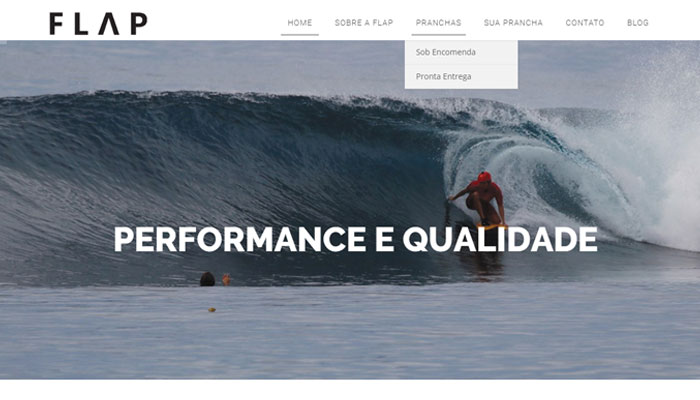 FLAP
HOME SOBRE A FLAP PRANCHAS SUA PRANCHA CONTATO BLOG
Sob Encomenda
Pronta Entrega
PERFORMANCE E QUALIDADE